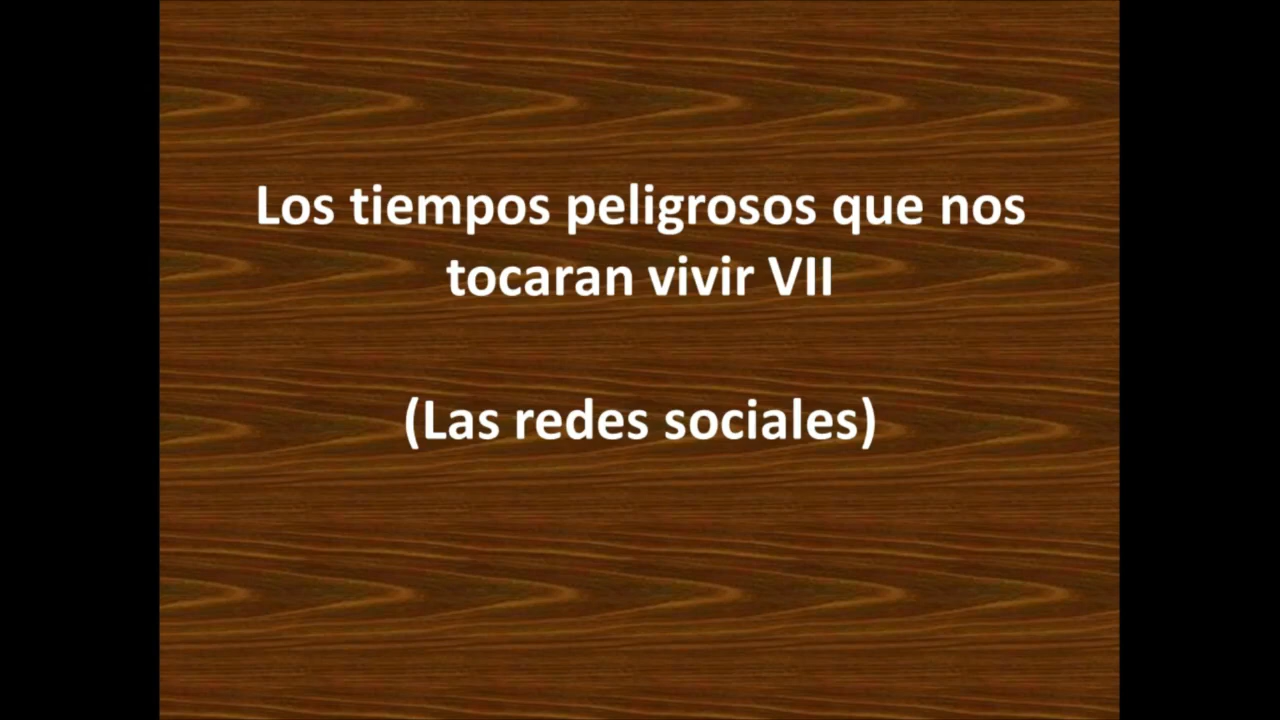 Los tiempos peligrosos que nos
tocaran vivir VII
(Las redes sociales)